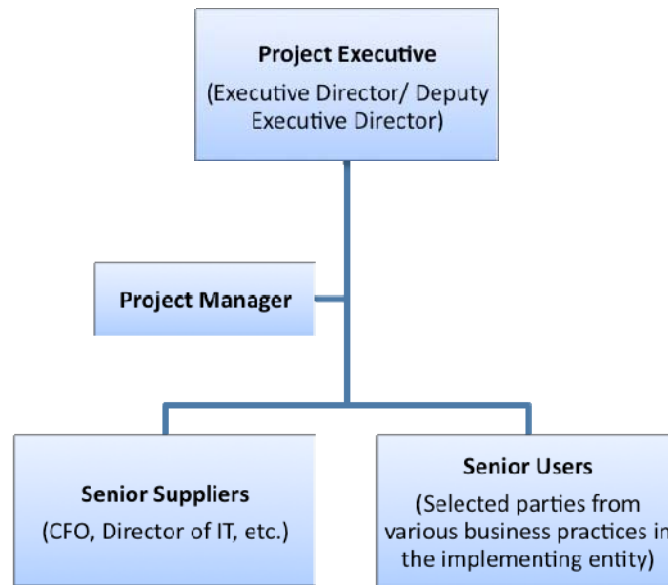 Project Executive
(Executive Director/ Deputy
Executive Director)
Project Manager
Senior Suppliers
(CFO, Director of IT, etc.)
Senior Users
(Selected parties from
various business practices in
the implementing entity)